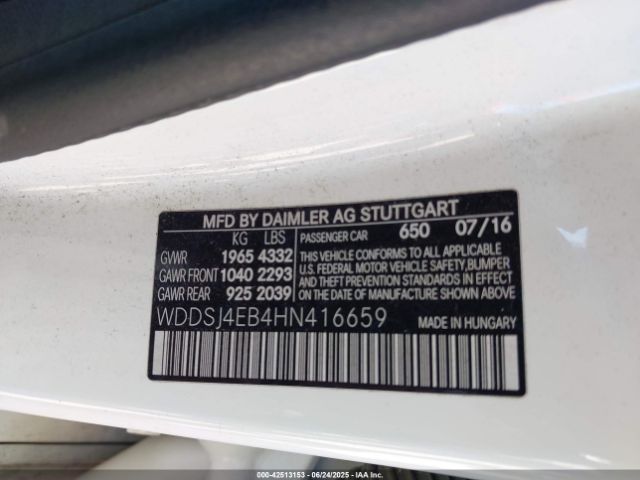 MFD BY DAIMLER AG STUTTGART
KG LBS PASSENGER CAR 650 07/16
GVWR 1965 4332 THIS VEHICLE CONFORMS TO ALL APPLICABLE
GAWR FRONT 1040 2293 U.S. FEDERAL MOTOR VEHICLE SAFETY, BUMPER
AND THEFT PREVENTION STANDARDS IN EFFECT
GAWR REAR 925 2039 ON THE DATE OF MANUFACTURE SHOWN ABOVE.
WDDSJ4EB4HN416659 MADE IN HUNGARY
000-42513153 | 06/24/2025 | IAA Inc.